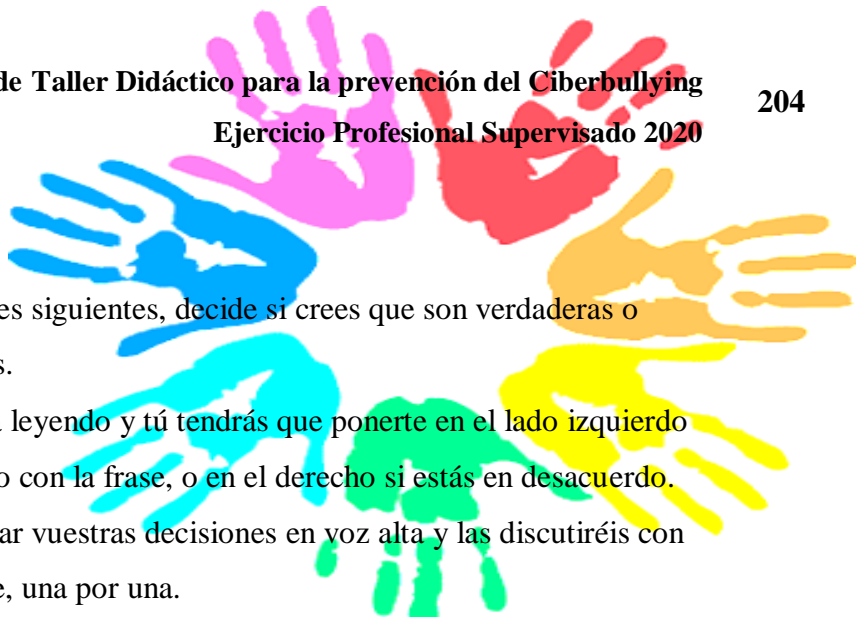 de Taller Didáctico para la prevención del Ciberbullying
204
Ejercicio Profesional Supervisado 2020
es siguientes, decide si crees que son verdaderas o
s.
leyendo y tú tendrás que ponerte en el lado izquierdo
o con la frase, o en el derecho si estás en desacuerdo.
ar vuestras decisiones en voz alta y las discutiréis con
e, una por una.